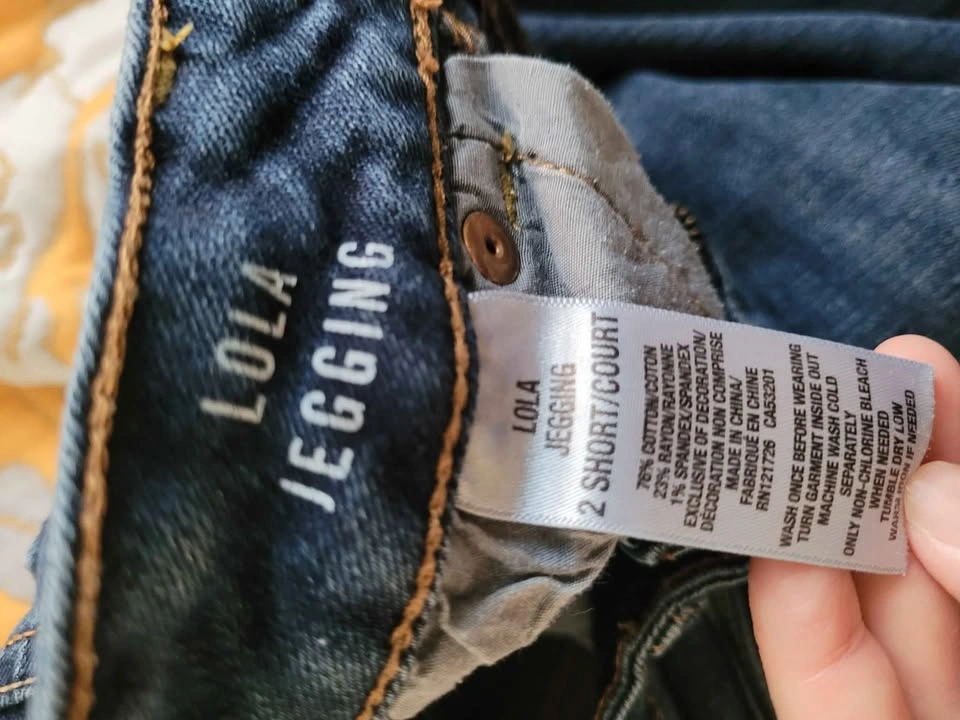 LOLA
JEGGING
LOLA
JEGGING
2 SHORT/COURT
76% COTTON/COTON
23% RAYON/RAYONNE
1% SPANDEX/SPANDEX
EXCLUSIVE OF DECORATION/
DÉCORATION NON COMPRISE
MADE IN CHINA/
FABRIQUÉ EN CHINE
RN121726 CA53201
WASH ONCE BEFORE WEARING
TURN GARMENT INSIDE OUT
MACHINE WASH COLD
SEPARATELY
ONLY NON-CHLORINE BLEACH
WHEN NEEDED
TUMBLE DRY LOW
WARM IRON IF NEEDED